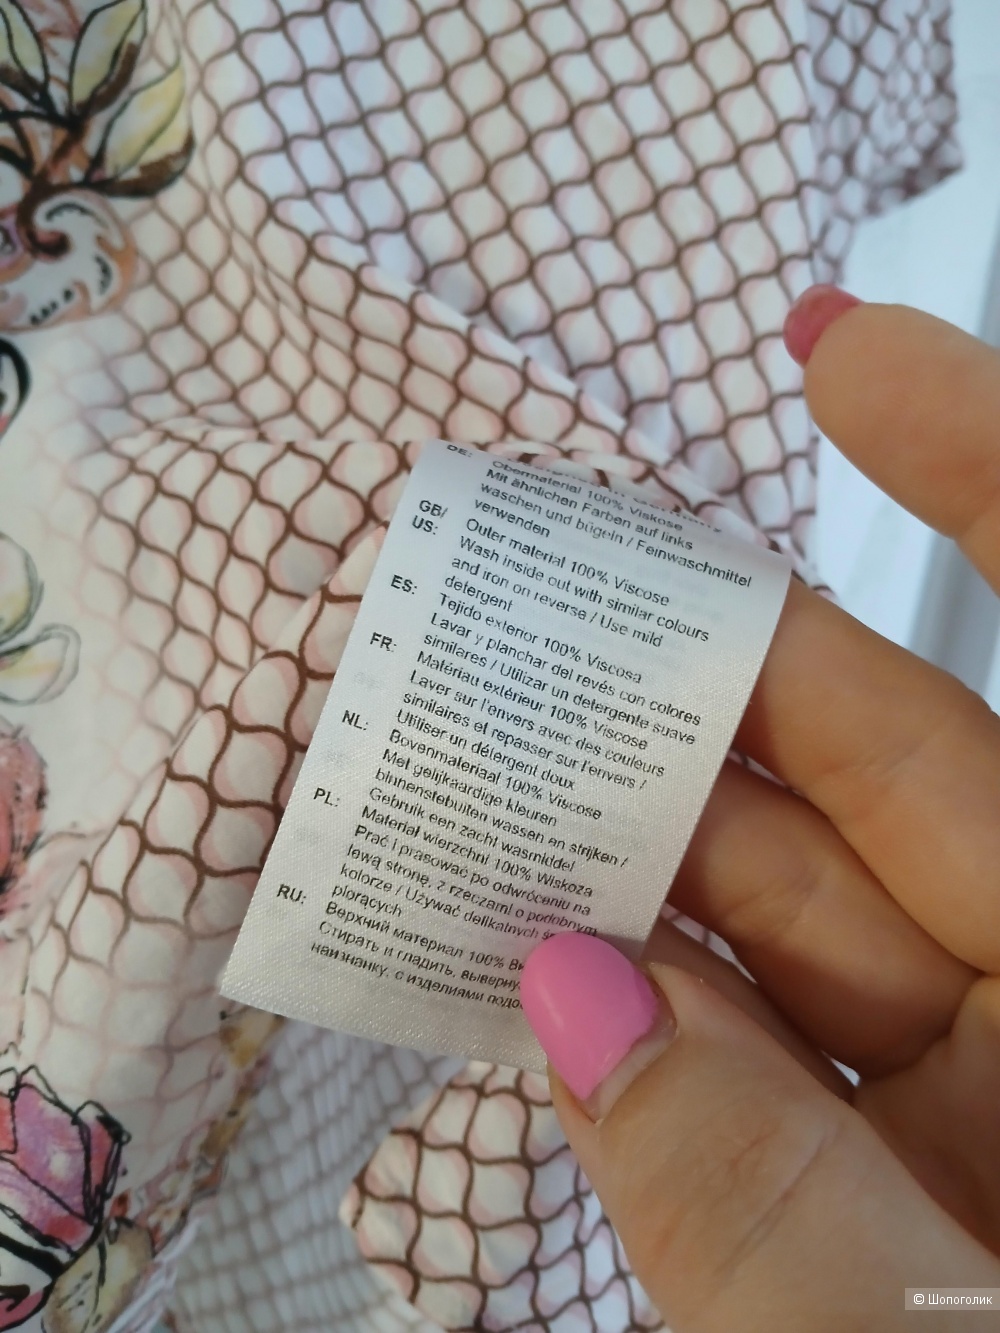 DE:
Obermaterial 100% Viskose
Mit ähnlichen Farben auf links
waschen und bügeln / Feinwaschmittel
verwenden
GB/
US:
Outer material 100% Viscose
Wash inside out with similar colours
and iron on reverse / Use mild
detergent
ES:
Tejido exterior 100% Viscosa
Lavar y planchar del revés con colores
similares / Utilizar un detergente suave
FR:
Matériau extérieur 100% Viscose
Laver sur l'envers avec des couleurs
similaires et repasser sur l'envers /
Utiliser un détergent doux
NL:
Bovenmateriaal 100% Viscose
Met gelijkaardige kleuren
binnenstebuiten wassen en strijken /
Gebruik een zacht wasmiddel
PL:
Materiał wierzchni 100% Wiskoza
Prać i prasować po odwróceniu na
lewą stronę, z rzeczami o podobnym
kolorze / Używać delikatnych
piorących
RU:
Верхний материал 100%
Стирать и гладить,
наизнанку, с изделиями
© Шопоголик